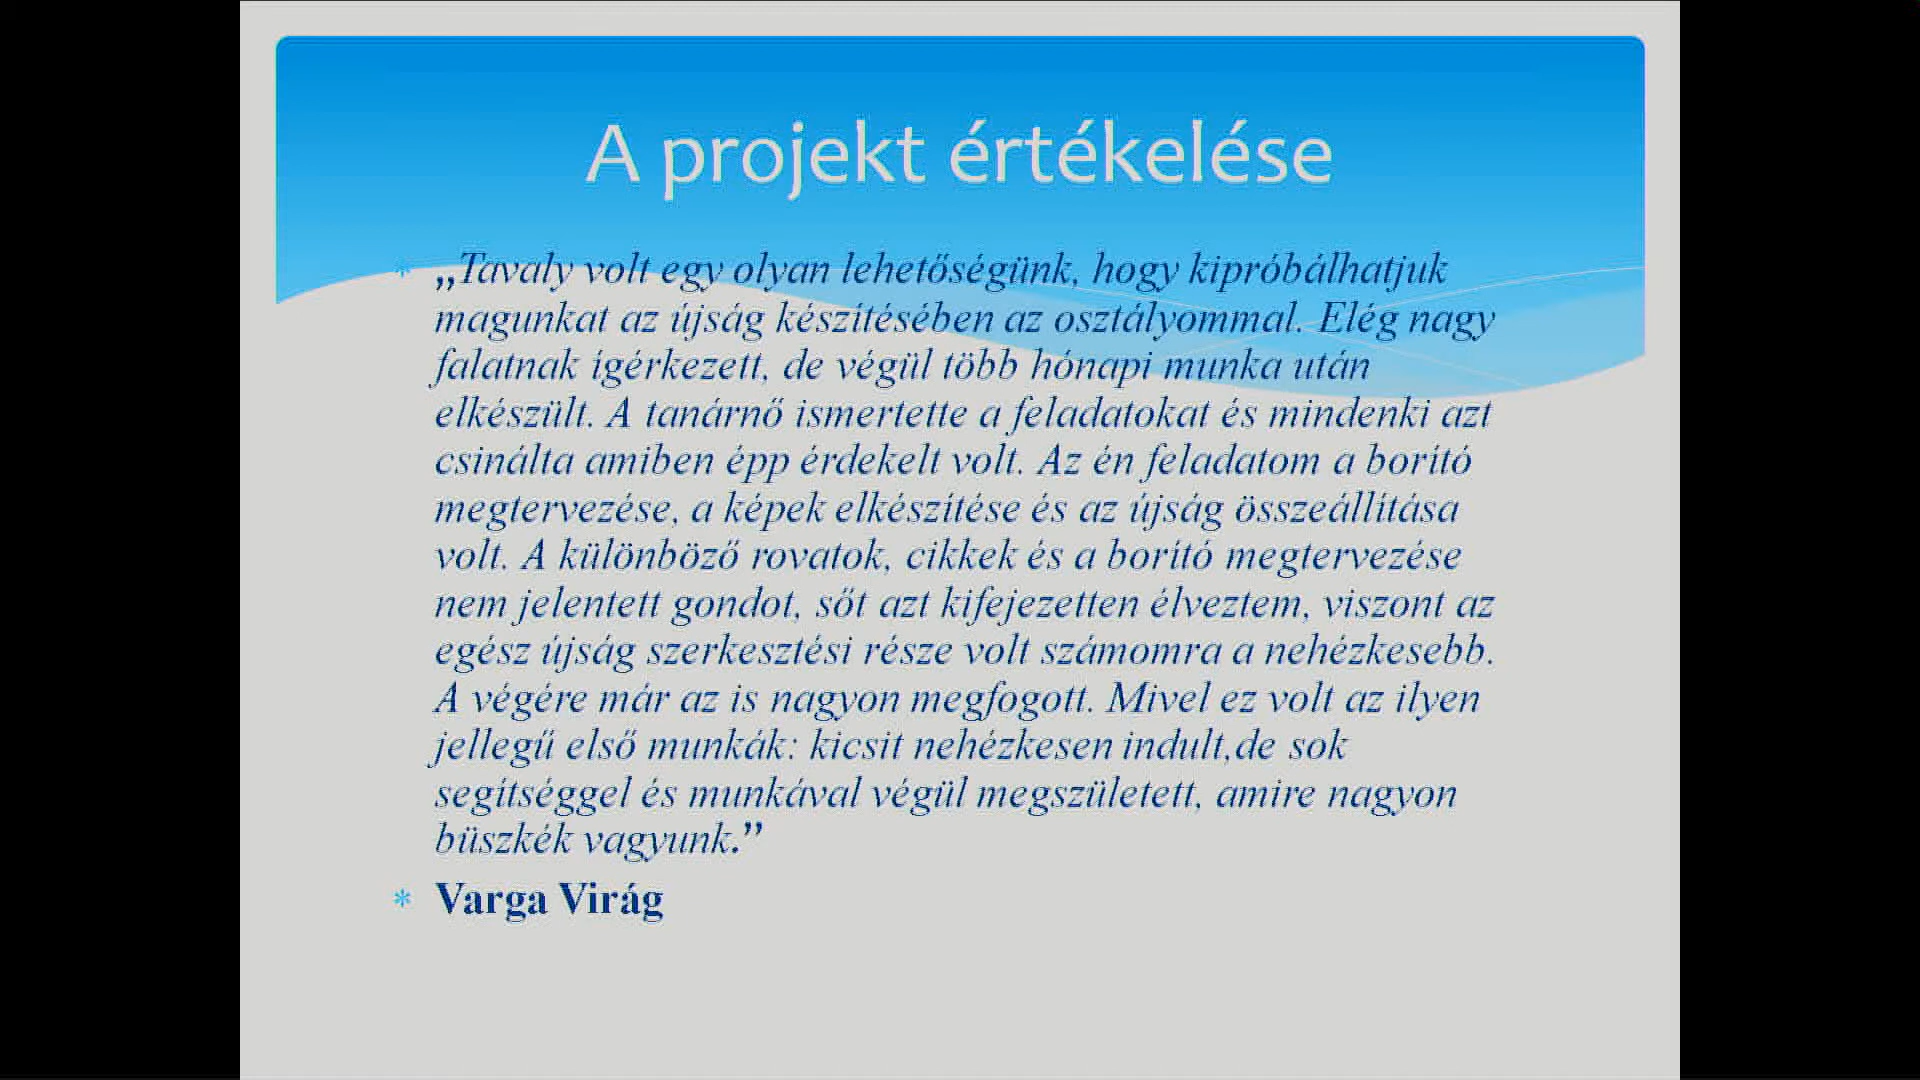 A projekt értékelése
* „Tavaly volt egy olyan lehetőségünk, hogy kipróbálhatjuk
magunkat az újság készítésében az osztályommal. Elég nagy
falatnak ígérkezett, de végül több hónapi munka után
elkészült. A tanárnő ismertette a feladatokat és mindenki azt
csinálta amiben épp érdekelt volt. Az én feladatom a borító
megtervezése, a képek elkészítése és az újság összeállítása
volt. A különböző rovatok, cikkek és a borító megtervezése
nem jelentett gondot, sőt azt kifejezetten élveztem, viszont az
egész újság szerkesztési része volt számomra a nehézkesebb.
A végére már az is nagyon megfogott. Mivel ez volt az ilyen
jellegű első munkák: kicsit nehézkesen indult,de sok
segítséggel és munkával végül megszületett, amire nagyon
büszkék vagyunk.”
* Varga Virág